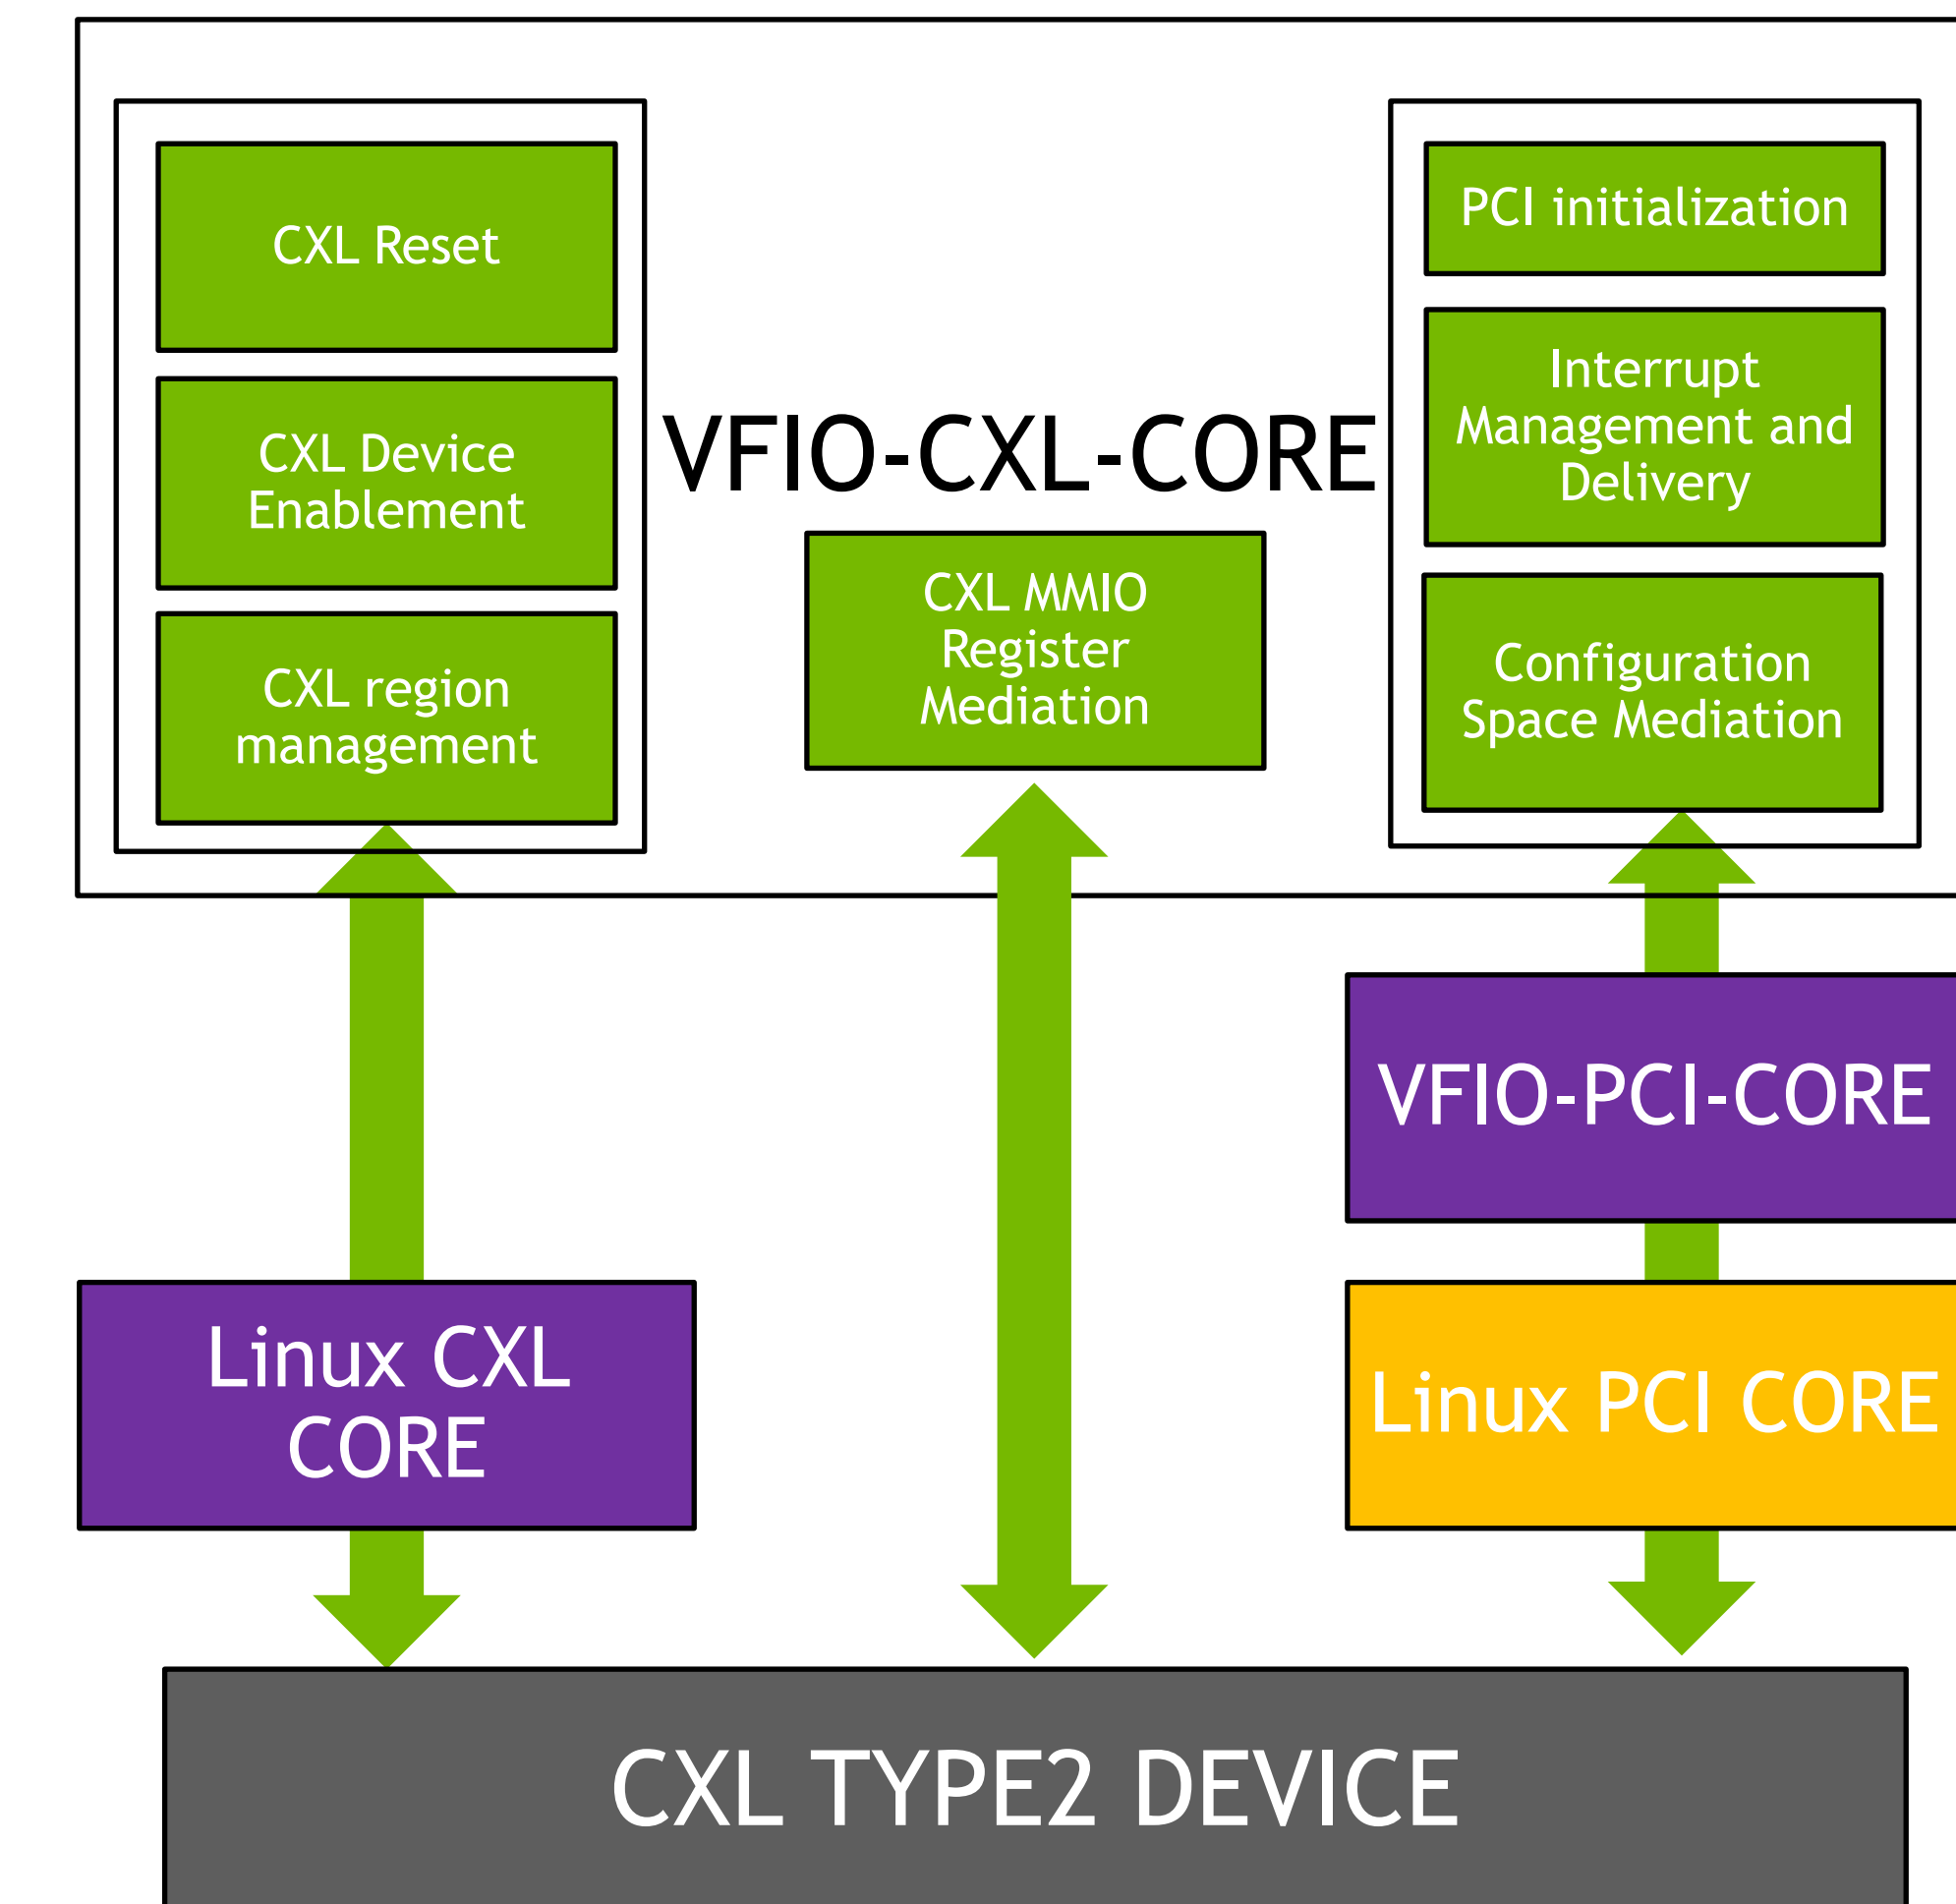 CXL Reset
CXL Device
Enablement
CXL region
management
VFIO-CXL-CORE
CXL MMIO
Register
Mediation
PCI initialization
Interrupt
Management and
Delivery
Configuration
Space Mediation
VFIO-PCI-CORE
Linux CXL
CORE
Linux PCI CORE
CXL TYPE2 DEVICE